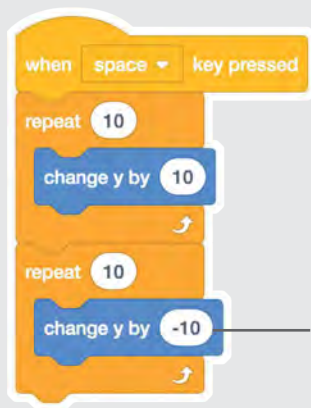 when space key pressed
repeat 10
change y by 10
repeat 10
change y by -10